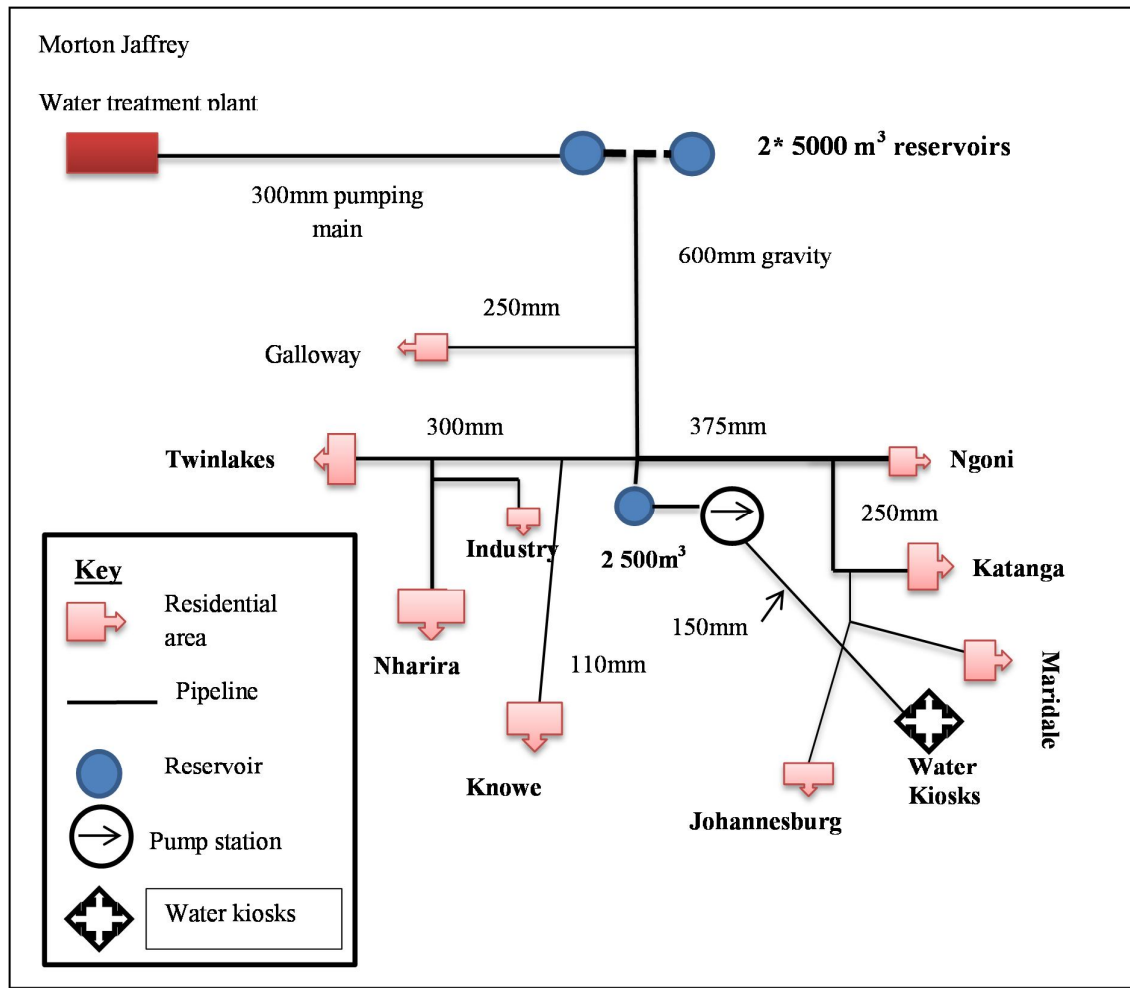 Morton Jaffrey
Water treatment plant
2* 5000 m³ reservoirs
300mm pumping
main
600mm gravity
250mm
Galloway
300mm
375mm
Twinlakes
Ngoni
250mm
Industry
2 500m³
Katanga
150mm
Nharira
110mm
Maridale
Knowe
Water
Kiosks
Johannesburg
Key
Residential
area
Pipeline
Reservoir
Pump station
Water kiosks